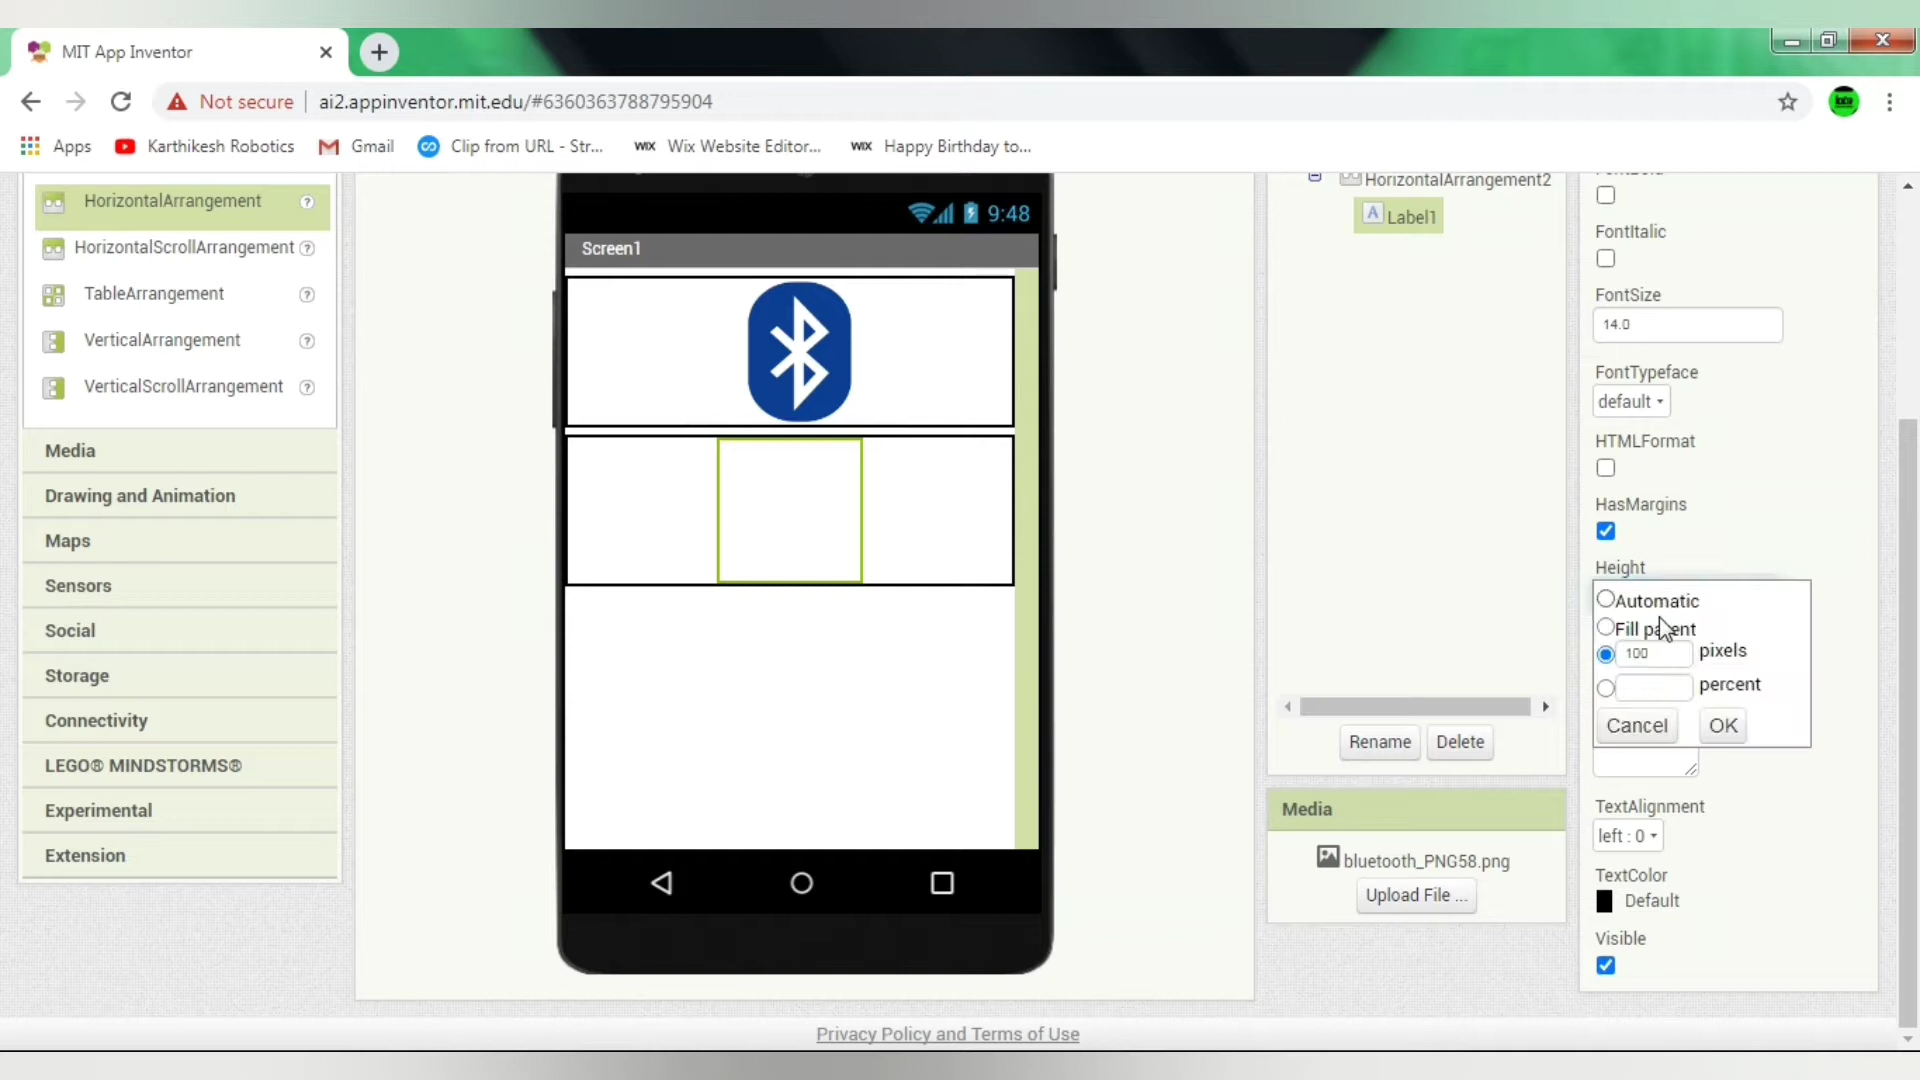 MIT App Inventor
Not secure
ai2.appinventor.mit.edu/#6360363788795904
Apps
Karthikesh Robotics
Gmail
Clip from URL - Str...
WIX Wix Website Editor...
WIX Happy Birthday to...
HorizontalArrangement ?
HorizontalScrollArrangement ?
TableArrangement ?
VerticalArrangement ?
VerticalScrollArrangement ?
Media
Drawing and Animation
Maps
Sensors
Social
Storage
Connectivity
LEGO® MINDSTORMS®
Experimental
Extension
9:48
Screen1
HorizontalArrangement2
A Label1
Rename
Delete
Media
bluetooth_PNG58.png
Upload File ...
FontItalic
FontSize
14.0
FontTypeface
default
HTMLFormat
HasMargins
Height
Automatic
Fill parent
100 pixels
percent
Cancel
OK
TextAlignment
left : 0
TextColor
Default
Visible
Privacy Policy and Terms of Use